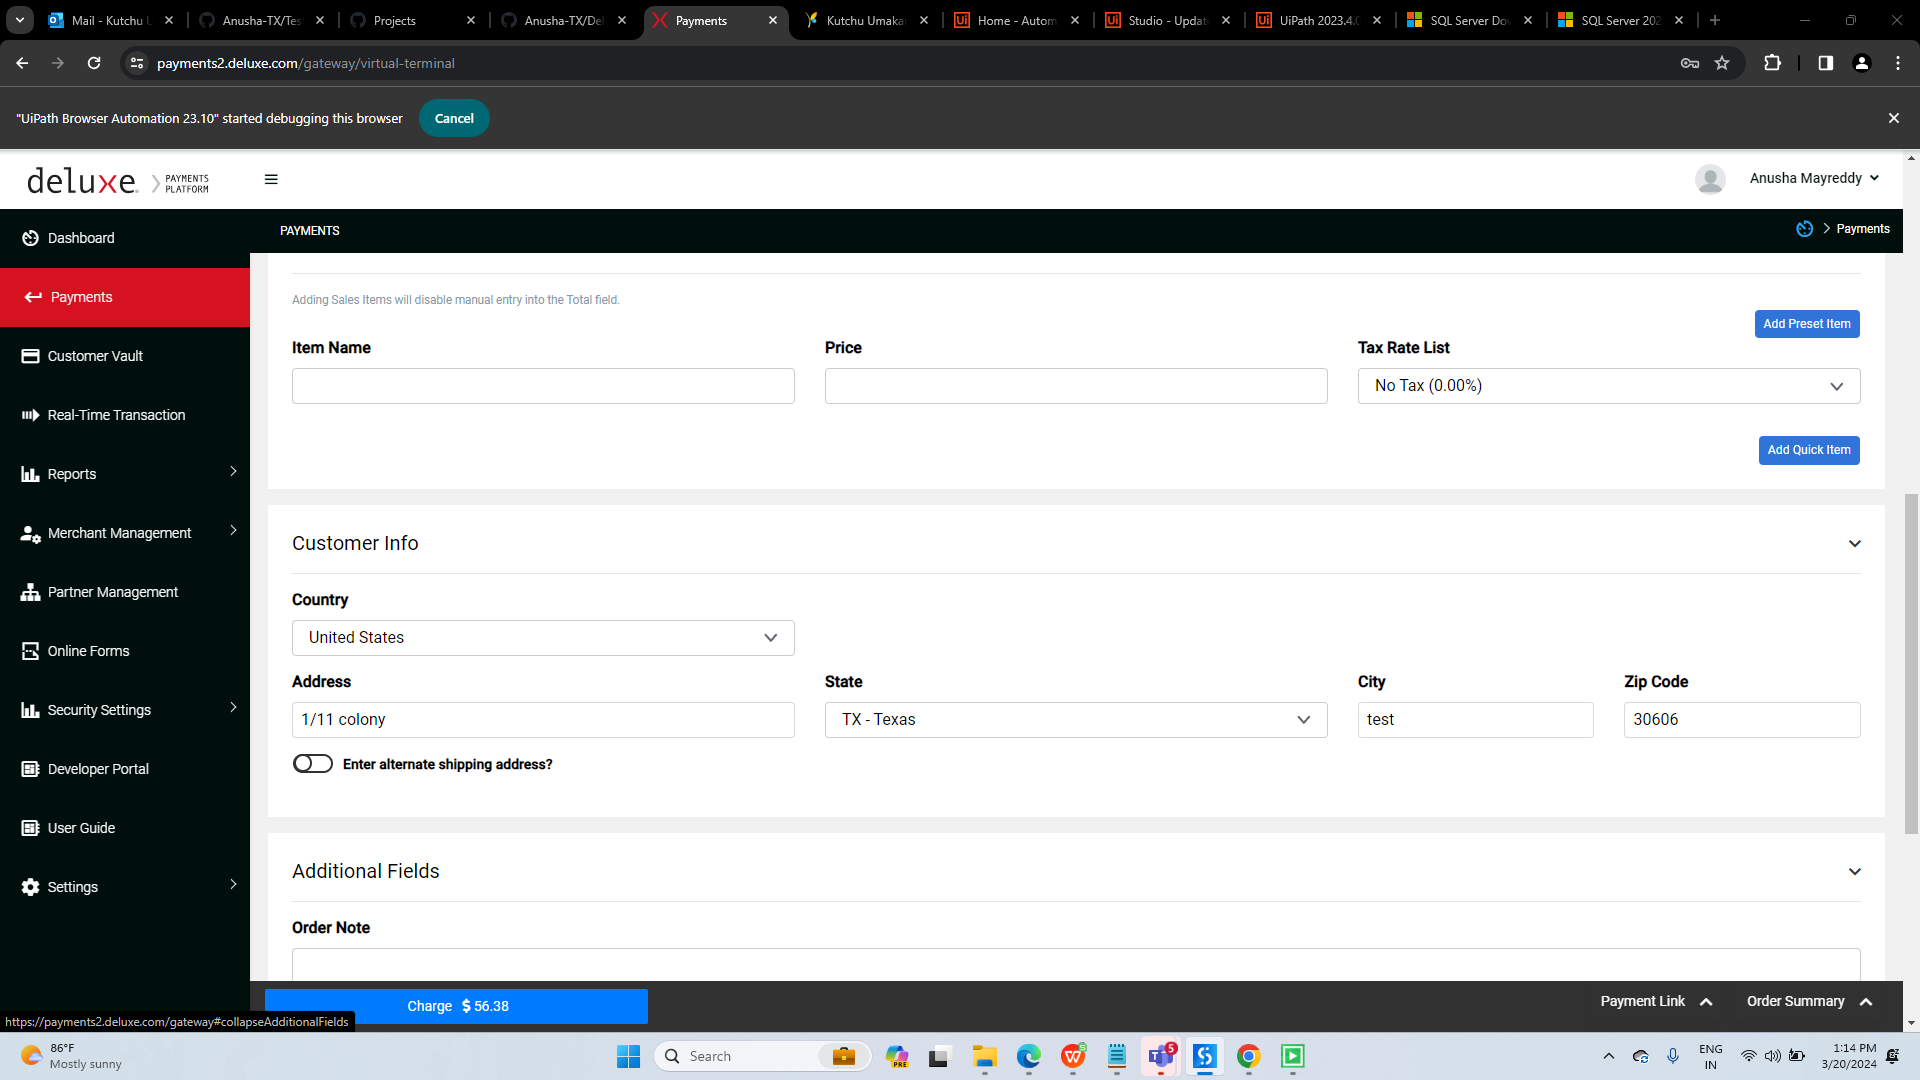 Mail - Kutchu U
Anusha-TX/Tes
Projects
Anusha-TX/Del
Payments
Kutchu Umakan
Home - Autom
Studio - Updat
UiPath 2023.4.0
SQL Server Do
SQL Server 202
payments2.deluxe.com/gateway/virtual-terminal
"UiPath Browser Automation 23.10" started debugging this browser
Cancel
deluxe.
PAYMENTS
PLATFORM
Anusha Mayreddy
Dashboard
Payments
Customer Vault
Real-Time Transaction
Reports
Merchant Management
Partner Management
Online Forms
Security Settings
Developer Portal
User Guide
Settings
PAYMENTS
Payments
Adding Sales Items will disable manual entry into the Total field.
Add Preset Item
Item Name
Price
Tax Rate List
No Tax (0.00%)
Add Quick Item
Customer Info
Country
United States
Address
State
City
Zip Code
1/11 colony
TX - Texas
test
30606
Enter alternate shipping address?
Additional Fields
Order Note
Charge $ 56.38
Payment Link
Order Summary
https://payments2.deluxe.com/gateway#collapseAdditionalFields
86°F
Mostly sunny
Search
PRE
5
ENG
IN
1:14 PM
3/20/2024